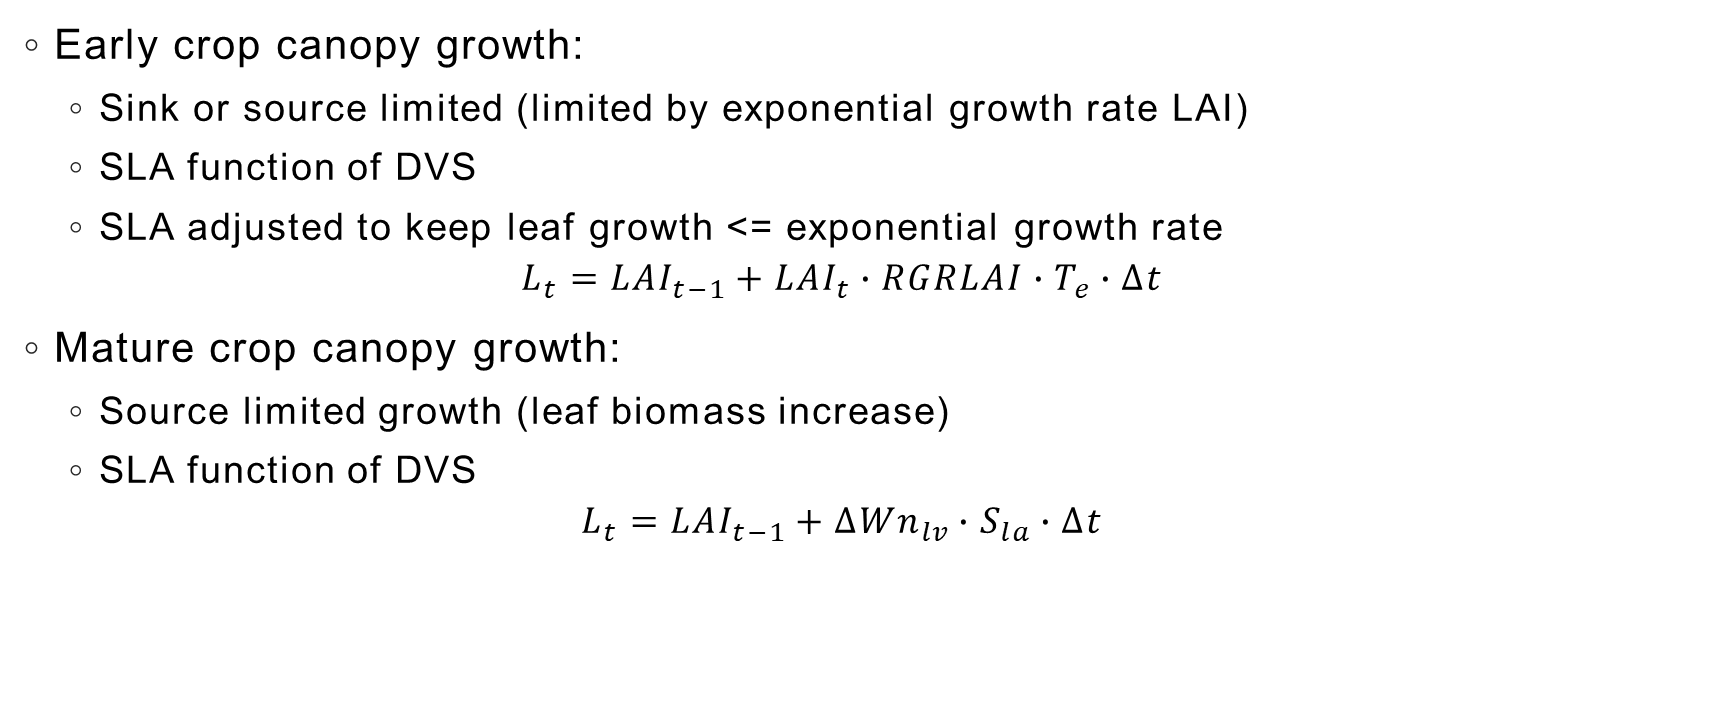 ◦ Early crop canopy growth:
◦ Sink or source limited (limited by exponential growth rate LAI)
◦ SLA function of DVS
◦ SLA adjusted to keep leaf growth <= exponential growth rate
L_t = LAI_{t−1} + LAI_t · RGRLAI · T_e · Δt
◦ Mature crop canopy growth:
◦ Source limited growth (leaf biomass increase)
◦ SLA function of DVS
L_t = LAI_{t−1} + ΔWn_{lv} · S_{la} · Δt